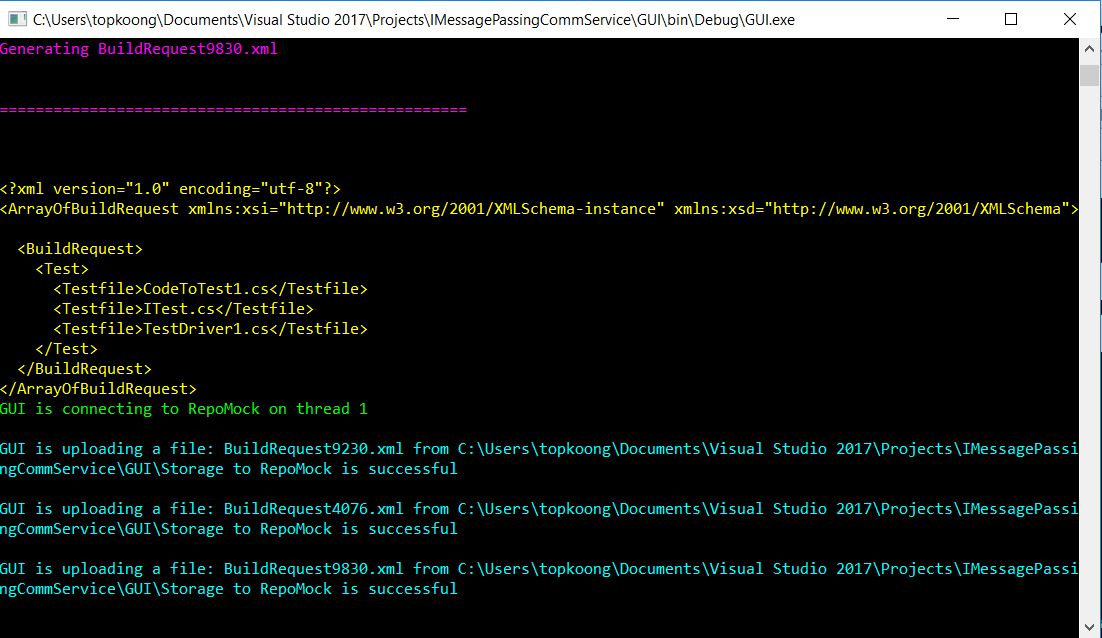 C:\Users\topkoong\Documents\Visual Studio 2017\Projects\IMessagePassingCommService\GUI\bin\Debug\GUI.exe
Generating BuildRequest9830.xml
====================================================
<?xml version="1.0" encoding="utf-8"?>
<ArrayOfBuildRequest xmlns:xsi="http://www.w3.org/2001/XMLSchema-instance" xmlns:xsd="http://www.w3.org/2001/XMLSchema">
  <BuildRequest>
    <Test>
      <Testfile>CodeToTest1.cs</Testfile>
      <Testfile>ITest.cs</Testfile>
      <Testfile>TestDriver1.cs</Testfile>
    </Test>
  </BuildRequest>
</ArrayOfBuildRequest>
GUI is connecting to RepoMock on thread 1
GUI is uploading a file: BuildRequest9230.xml from C:\Users\topkoong\Documents\Visual Studio 2017\Projects\IMessagePassi
ngCommService\GUI\Storage to RepoMock is successful
GUI is uploading a file: BuildRequest4076.xml from C:\Users\topkoong\Documents\Visual Studio 2017\Projects\IMessagePassi
ngCommService\GUI\Storage to RepoMock is successful
GUI is uploading a file: BuildRequest9830.xml from C:\Users\topkoong\Documents\Visual Studio 2017\Projects\IMessagePassi
ngCommService\GUI\Storage to RepoMock is successful